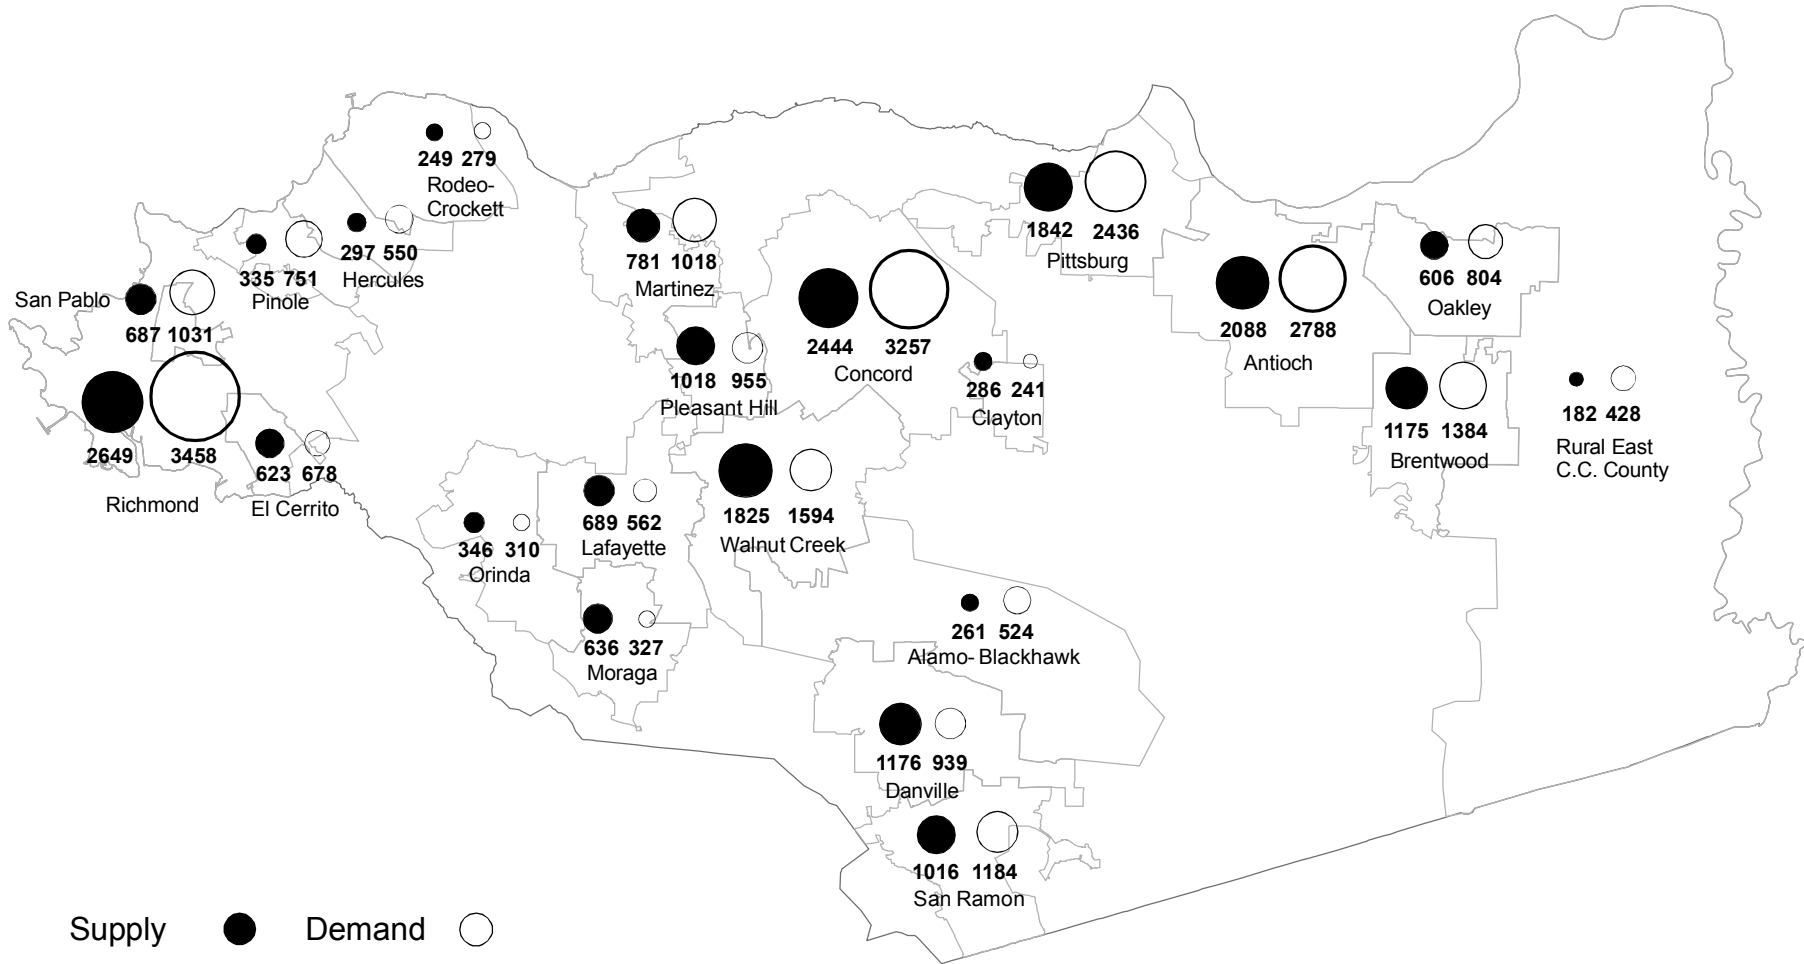 249 279
Rodeo-
Crockett
1842 2436
Pittsburg
297 550
Hercules
335 751
Pinole
781 1018
Martinez
606 804
Oakley
San Pablo
687 1031
2088 2788
Antioch
2444 3257
Concord
1018 955
Pleasant Hill
286 241
Clayton
1175 1384
Brentwood
182 428
Rural East
C.C. County
2649 3458
Richmond
623 678
El Cerrito
689 562
Lafayette
1825 1594
Walnut Creek
346 310
Orinda
636 327
Moraga
261 524
Alamo- Blackhawk
1176 939
Danville
1016 1184
San Ramon
Supply Demand